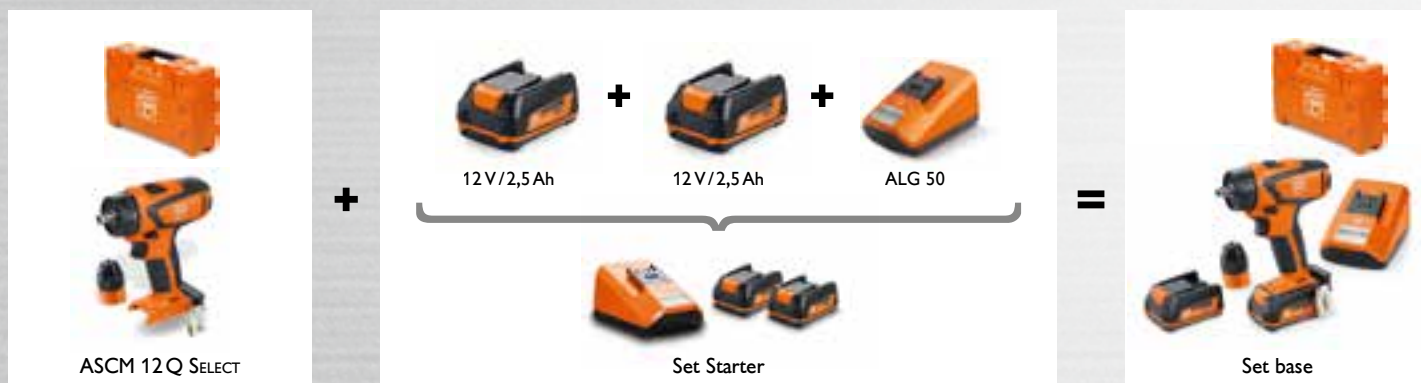 12 V / 2,5 Ah
12 V / 2,5 Ah
ALG 50
ASCM 12 Q SELECT
Set Starter
Set base